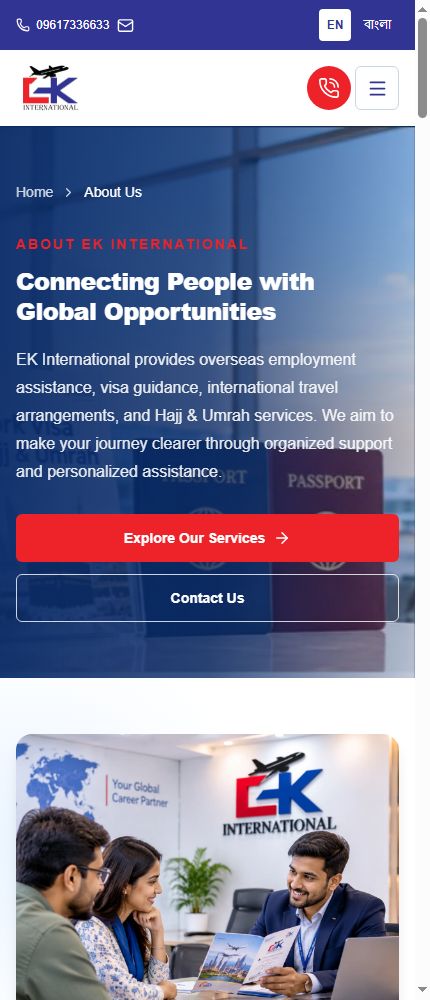 09617336633
EN
বাংলা
EK
INTERNATIONAL
Home > About Us
ABOUT EK INTERNATIONAL
Connecting People with
Global Opportunities
EK International provides overseas employment
assistance, visa guidance, international travel
arrangements, and Hajj & Umrah services. We aim to
make your journey clearer through organized support
and personalized assistance.
PASSPORT
PASSPORT
Explore Our Services →
Contact Us
Your Global
Career Partner
EK
INTERNATIONAL
EK